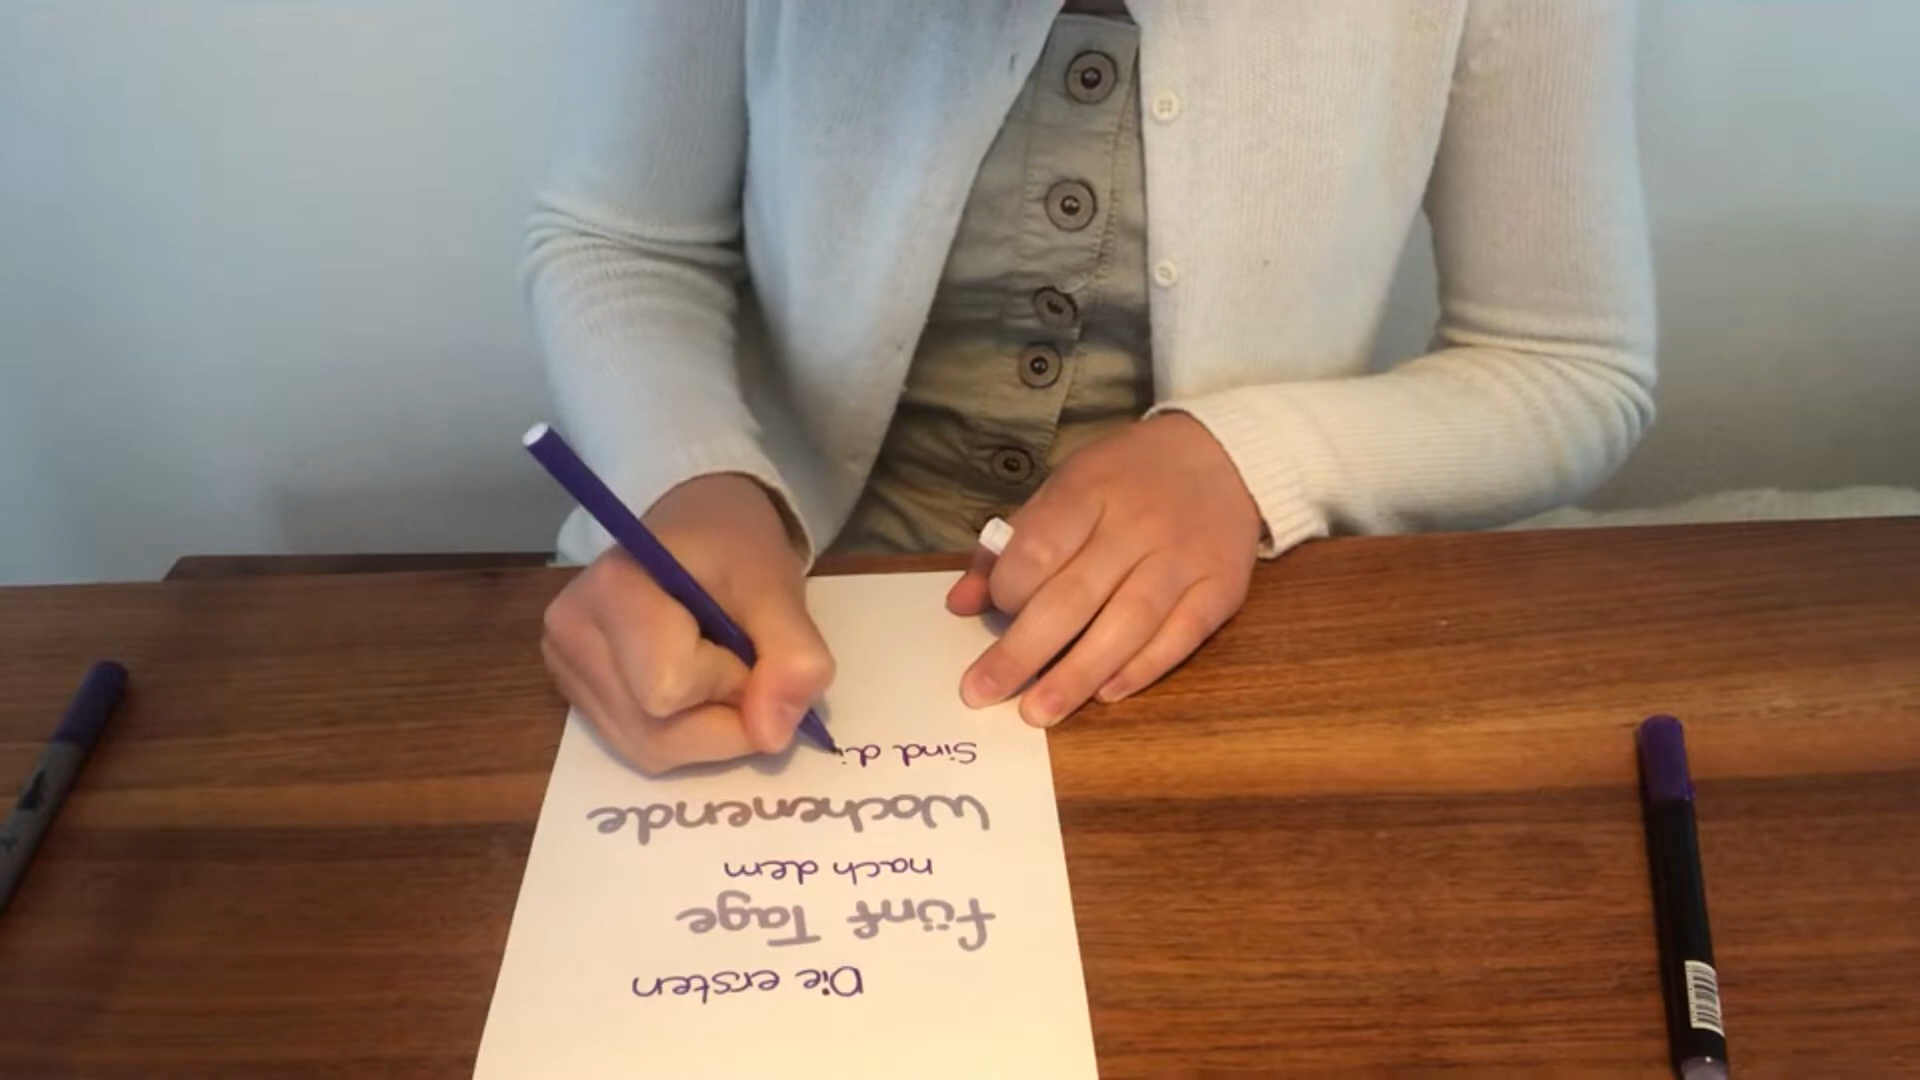 Die ersten
fünf Tage
nach dem
Wochenende
Sind di